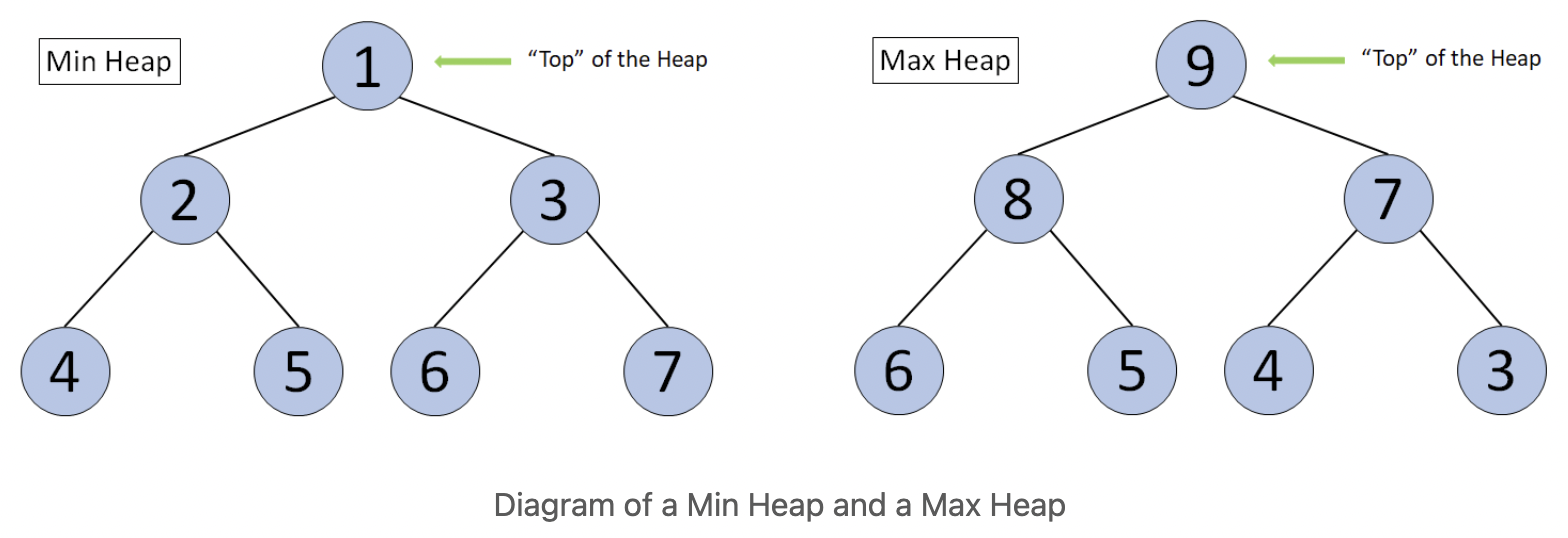 Min Heap
1
“Top” of the Heap
2
3
4
5
6
7
Max Heap
9
“Top” of the Heap
8
7
6
5
4
3
Diagram of a Min Heap and a Max Heap